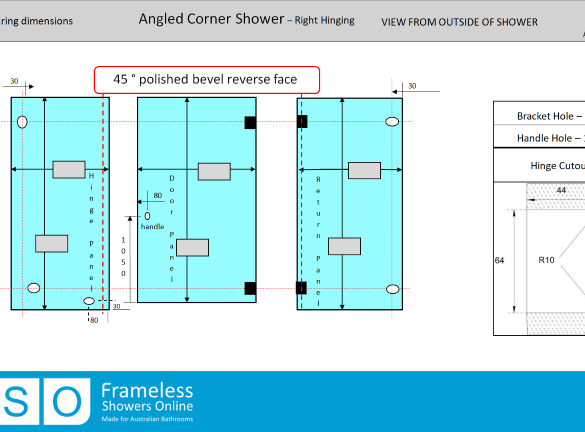 ring dimensions
Angled Corner Shower – Right Hinging
VIEW FROM OUTSIDE OF SHOWER
45 ° polished bevel reverse face
30
30
Hinge Panel
Door Panel
Return Panel
80
handle
1050
30
80
Bracket Hole –
Handle Hole –
Hinge Cutou
44
64
R10
SO
Frameless
Showers Online
Made for Australian Bathrooms